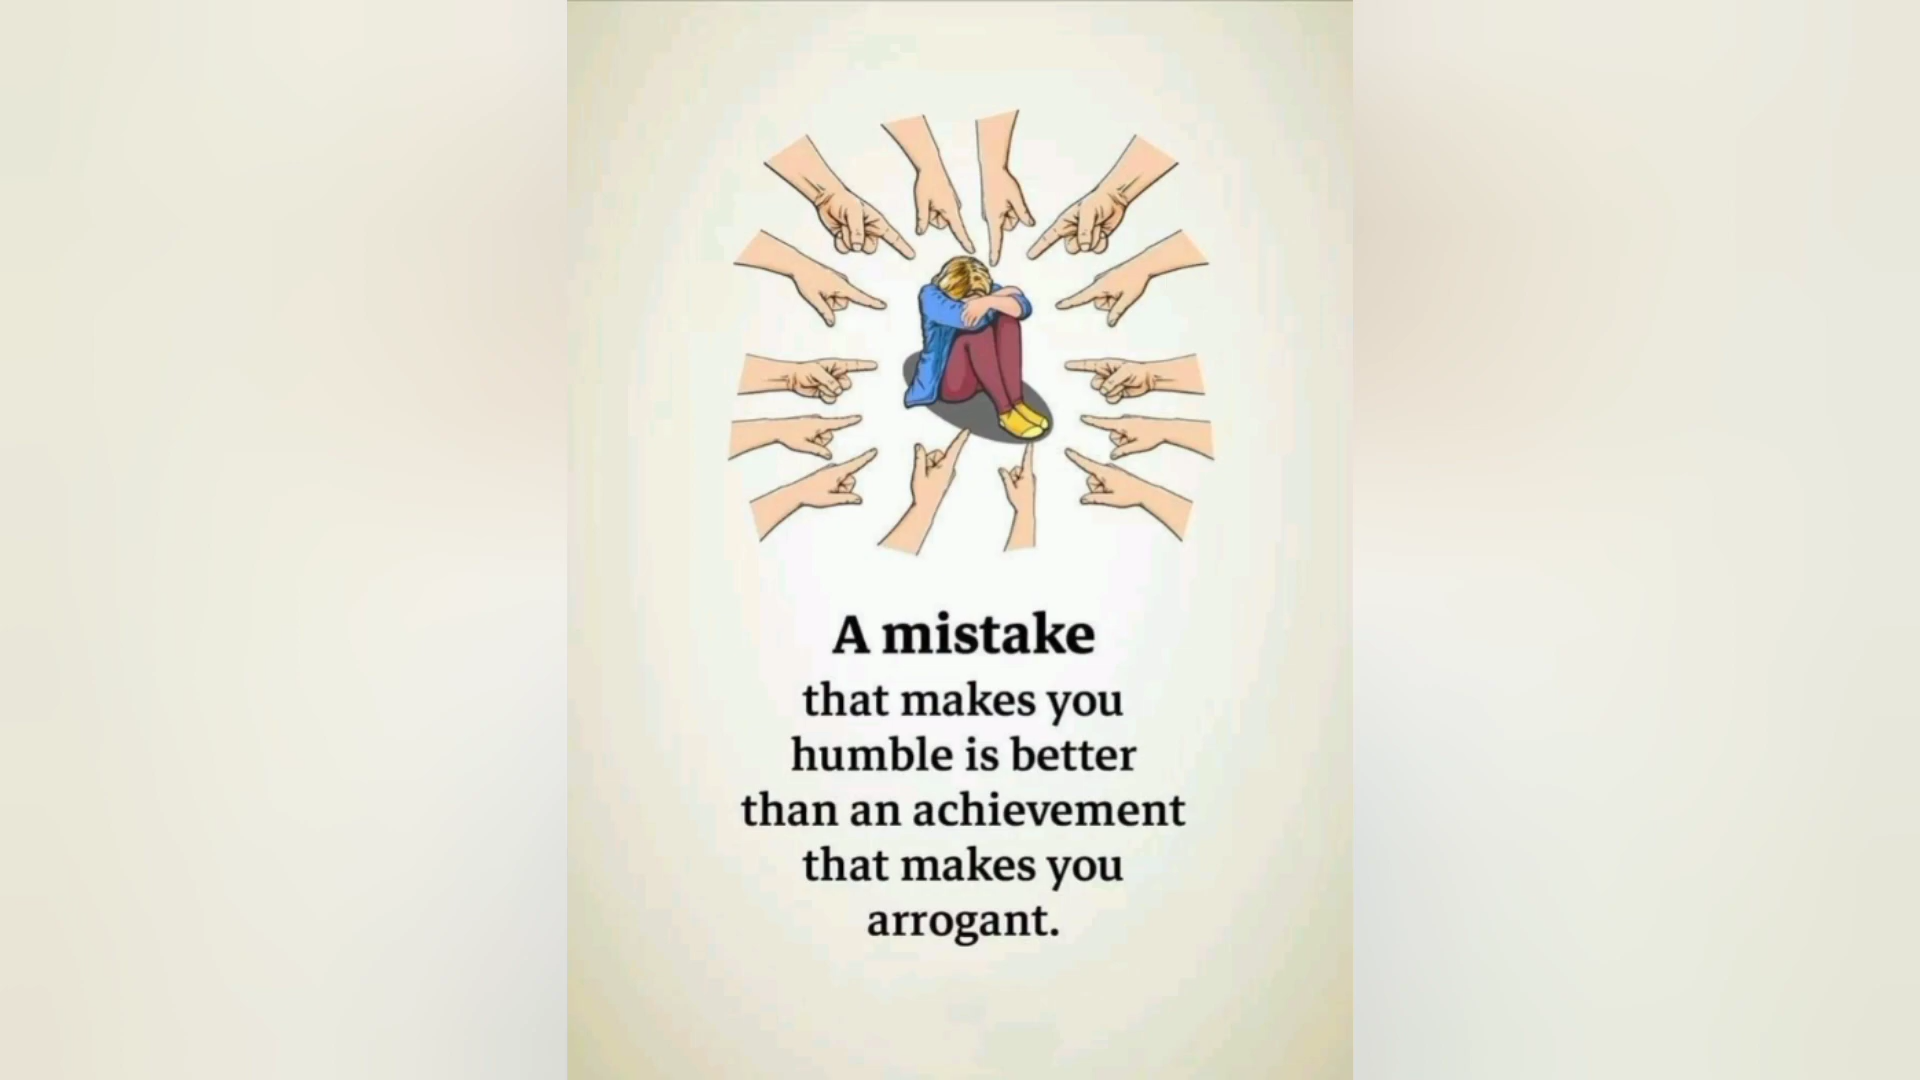 A mistake
that makes you
humble is better
than an achievement
that makes you
arrogant.